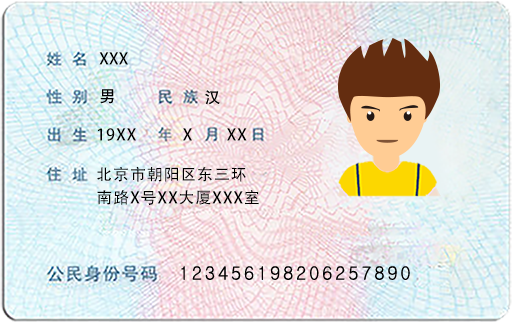 姓 名 XXX
性 别 男 民 族 汉
出 生 19XX 年 X 月 XX 日
住 址 北京市朝阳区东三环
南路X号XX大厦XXX室
公民身份号码 123456198206257890